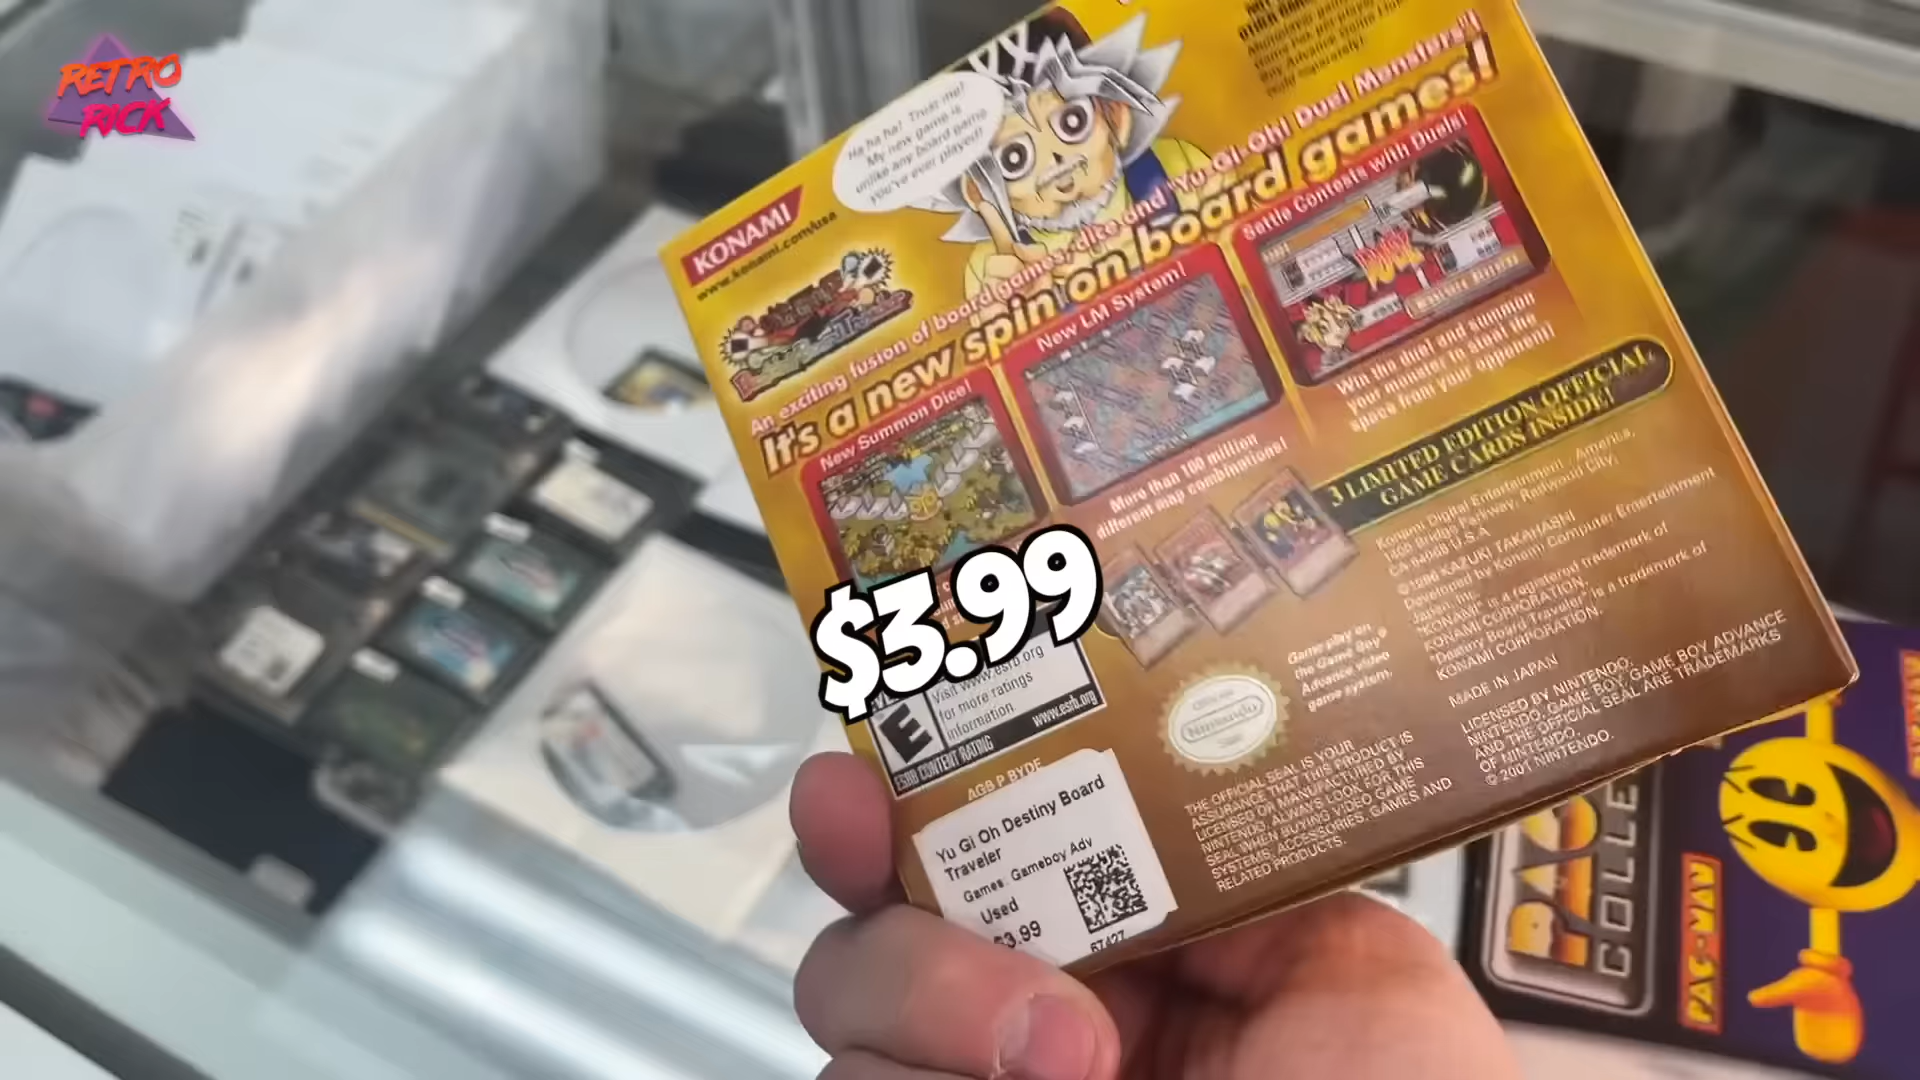 RETRO
RICK
Ha ha ha! Trust me!
My new game is
unlike any board game
you've ever played!
KONAMI
www.konami.com/usa
An exciting fusion of board games, dice and Yu-Gi-Oh! Duel Monsters!
It's a new spin on board games!
New Summon Dice!
New LM System!
More than 100 million
different map combinations!
Settle Contests with Duels!
Win the duel and summon
your monster to steal the
space from your opponent!
3 LIMITED EDITION OFFICIAL
GAME CARDS INSIDE!
$3.99
Konami Digital Entertainment - America,
Redwood City,
CA 94065 U.S.A
© 1996 KAZUKI TAKAHASHI
Developed by Konami Computer Entertainment
Japan, Inc.
"KONAMI" is a registered trademark of
KONAMI CORPORATION.
"Destiny Board Traveler" is a trademark of
KONAMI CORPORATION.
MADE IN JAPAN
LICENSED BY NINTENDO.
NINTENDO, GAME BOY, GAME BOY ADVANCE
AND THE OFFICIAL SEAL ARE TRADEMARKS
OF NINTENDO.
© 2001 NINTENDO.
Game play on
the Game Boy
Advance video
game system.
Nintendo
THE OFFICIAL SEAL IS YOUR
ASSURANCE THAT THIS PRODUCT IS
LICENSED OR MANUFACTURED BY
NINTENDO. ALWAYS LOOK FOR THIS
SEAL WHEN BUYING VIDEO GAME
SYSTEMS, ACCESSORIES, GAMES AND
RELATED PRODUCTS.
E
Visit www.esrb.org
for more ratings
information
ESRB CONTENT RATING
www.esrb.org
AGB P BYDE
Yu Gi Oh Destiny Board
Traveler
Games: Gameboy Adv
Used
$3.99
67427
PAC-MAN
COLLE